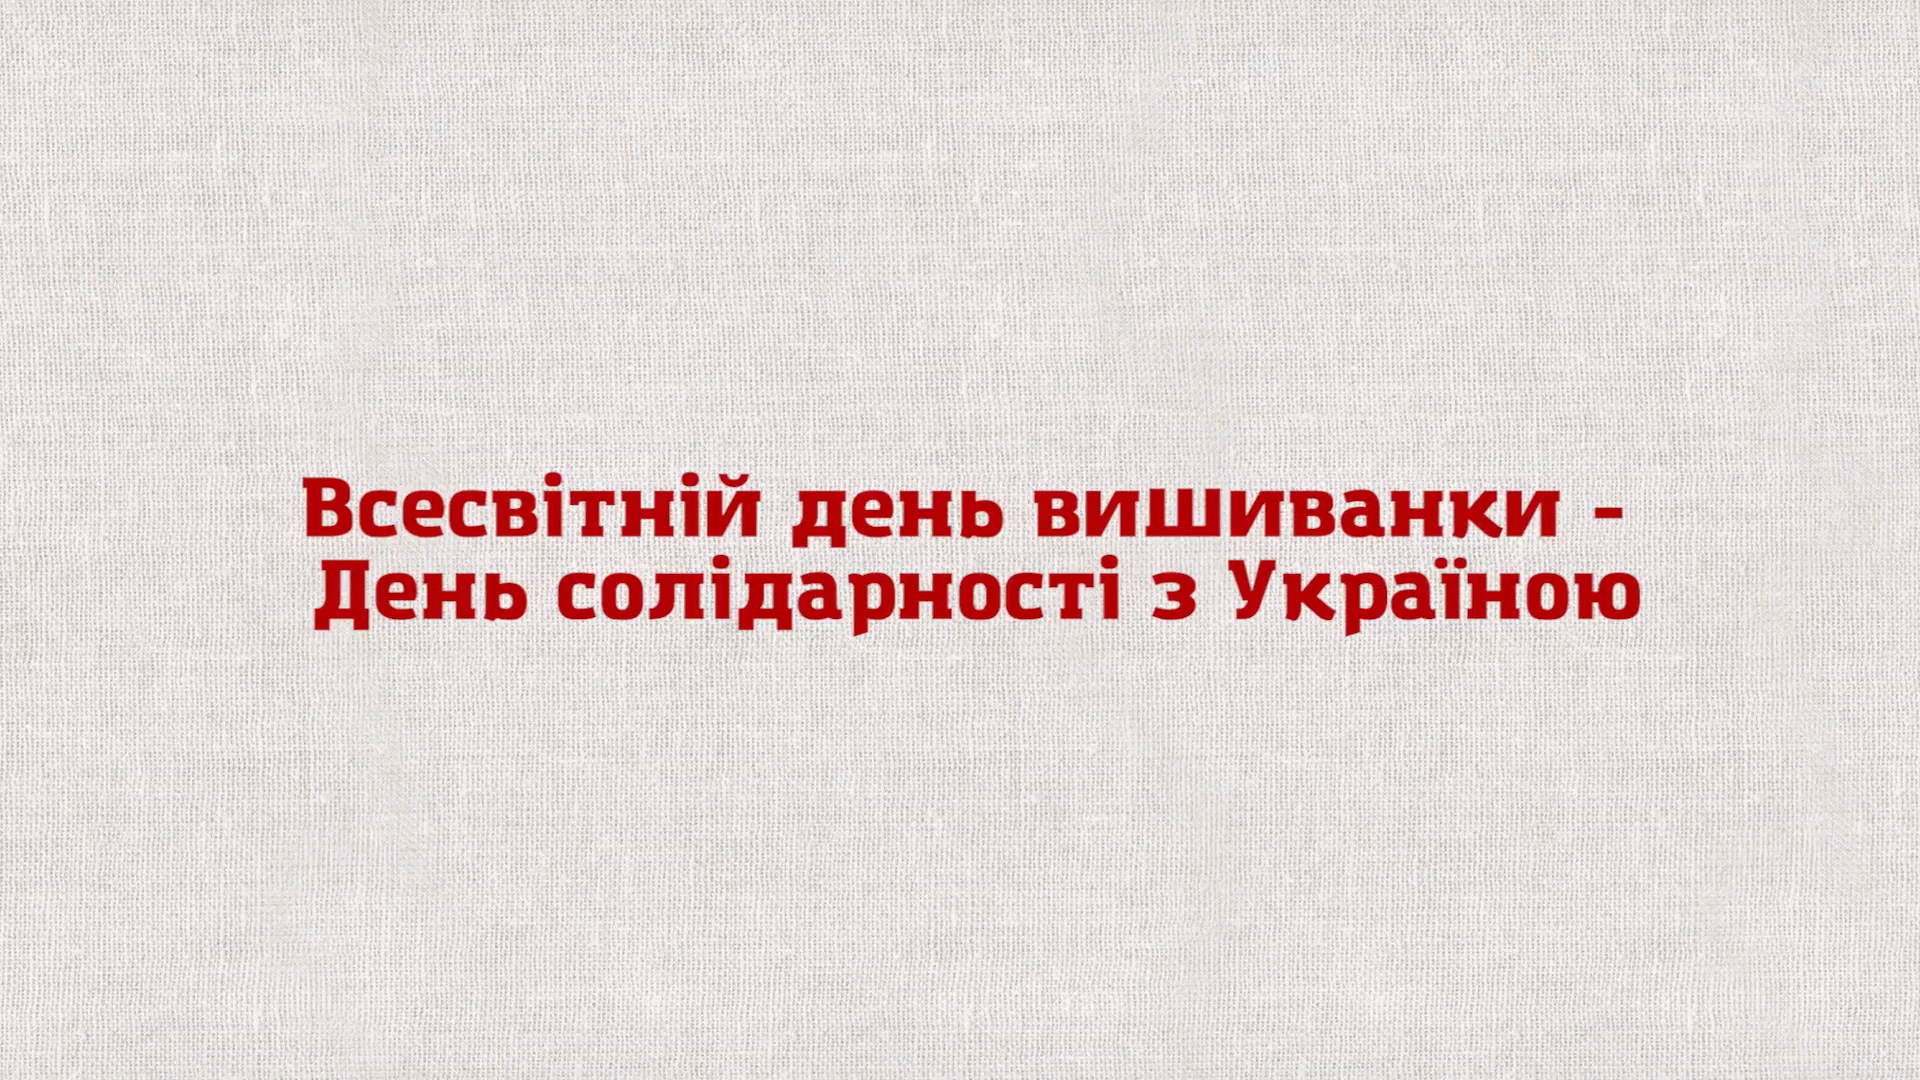 Всесвітній день вишиванки -
День солідарності з Україною